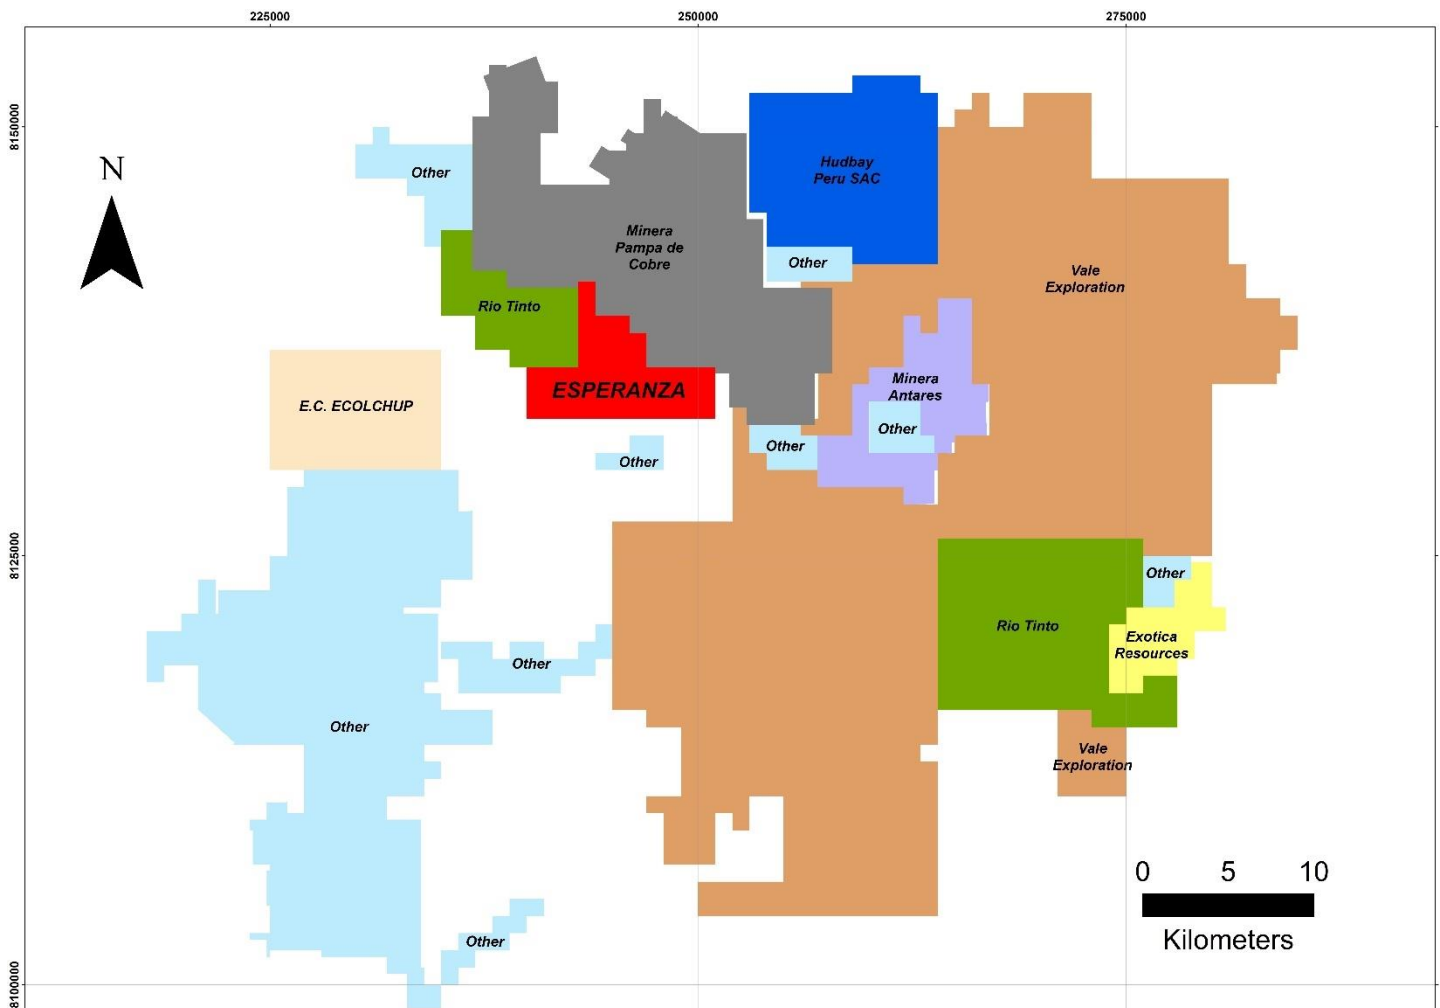 225000
250000
275000
8150000
N
Other
Hudbay
Peru SAC
Minera
Pampa de
Cobre
Other
Vale
Exploration
Rio Tinto
Minera
Antares
ESPERANZA
E.C. ECOLCHUP
Other
Other
Other
8125000
Other
Rio Tinto
Exotica
Resources
Other
Other
Vale
Exploration
0 5 10
Kilometers
Other
8100000